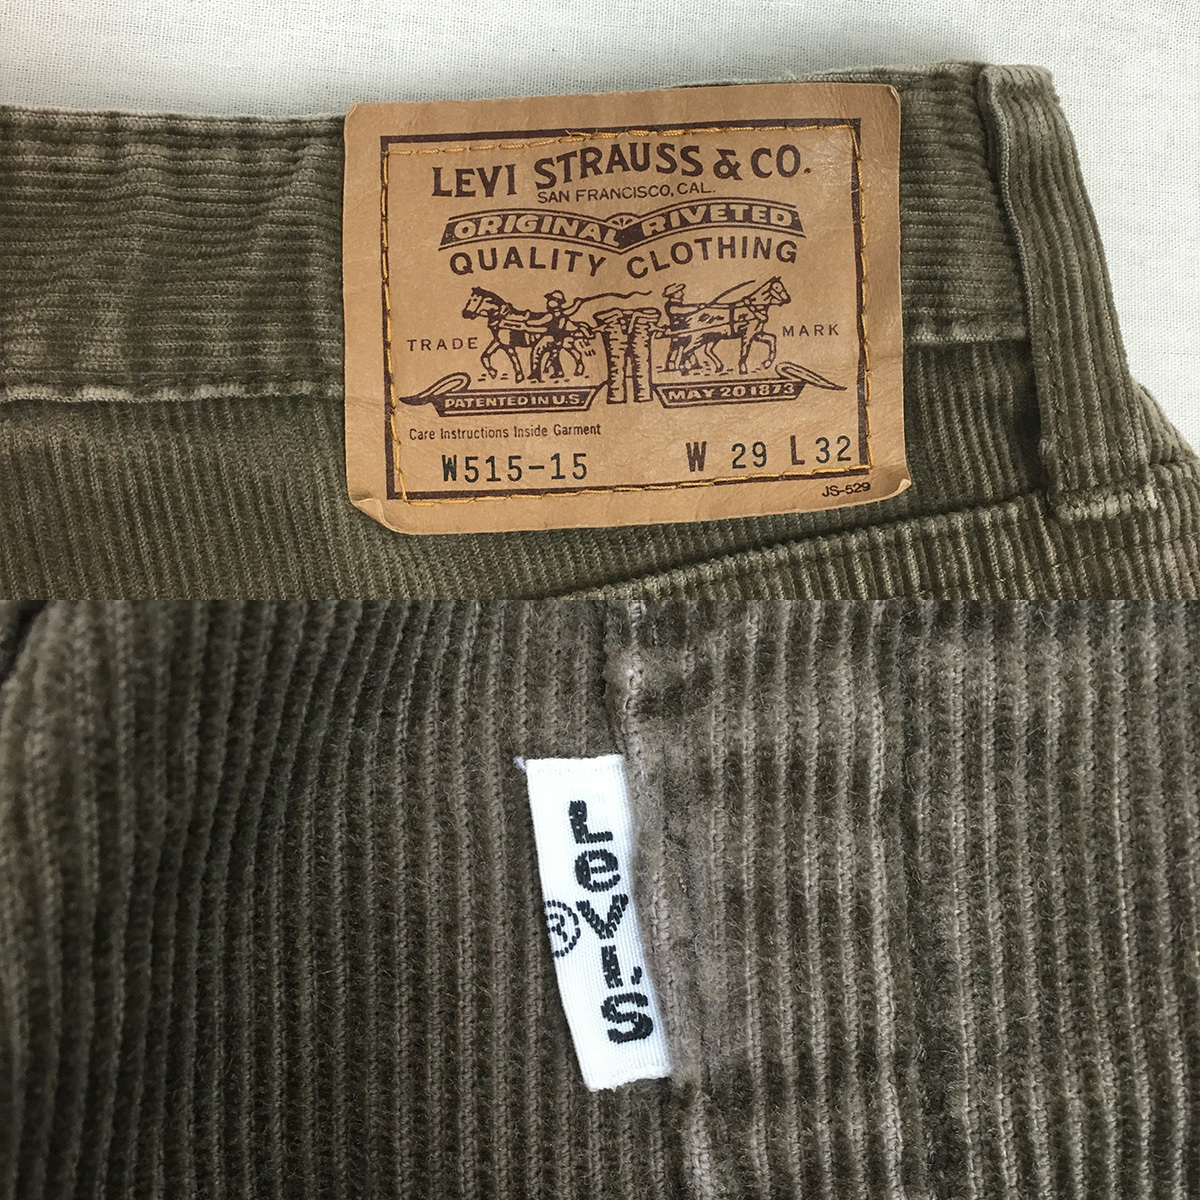 LEVI STRAUSS & CO.
SAN FRANCISCO, CAL.
ORIGINAL RIVETED
QUALITY CLOTHING
TRADE MARK
PATENTED IN U.S. MAY 20 1873
Care Instructions Inside Garment
W515-15 W 29 L 32
JS-529
LeVI'S
®